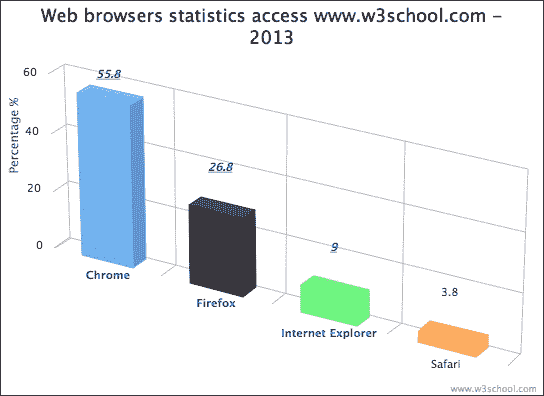 Web browsers statistics access www.w3school.com -
2013
Percentage %
60
40
20
0
55.8
26.8
9
3.8
Chrome
Firefox
Internet Explorer
Safari
www.w3school.com